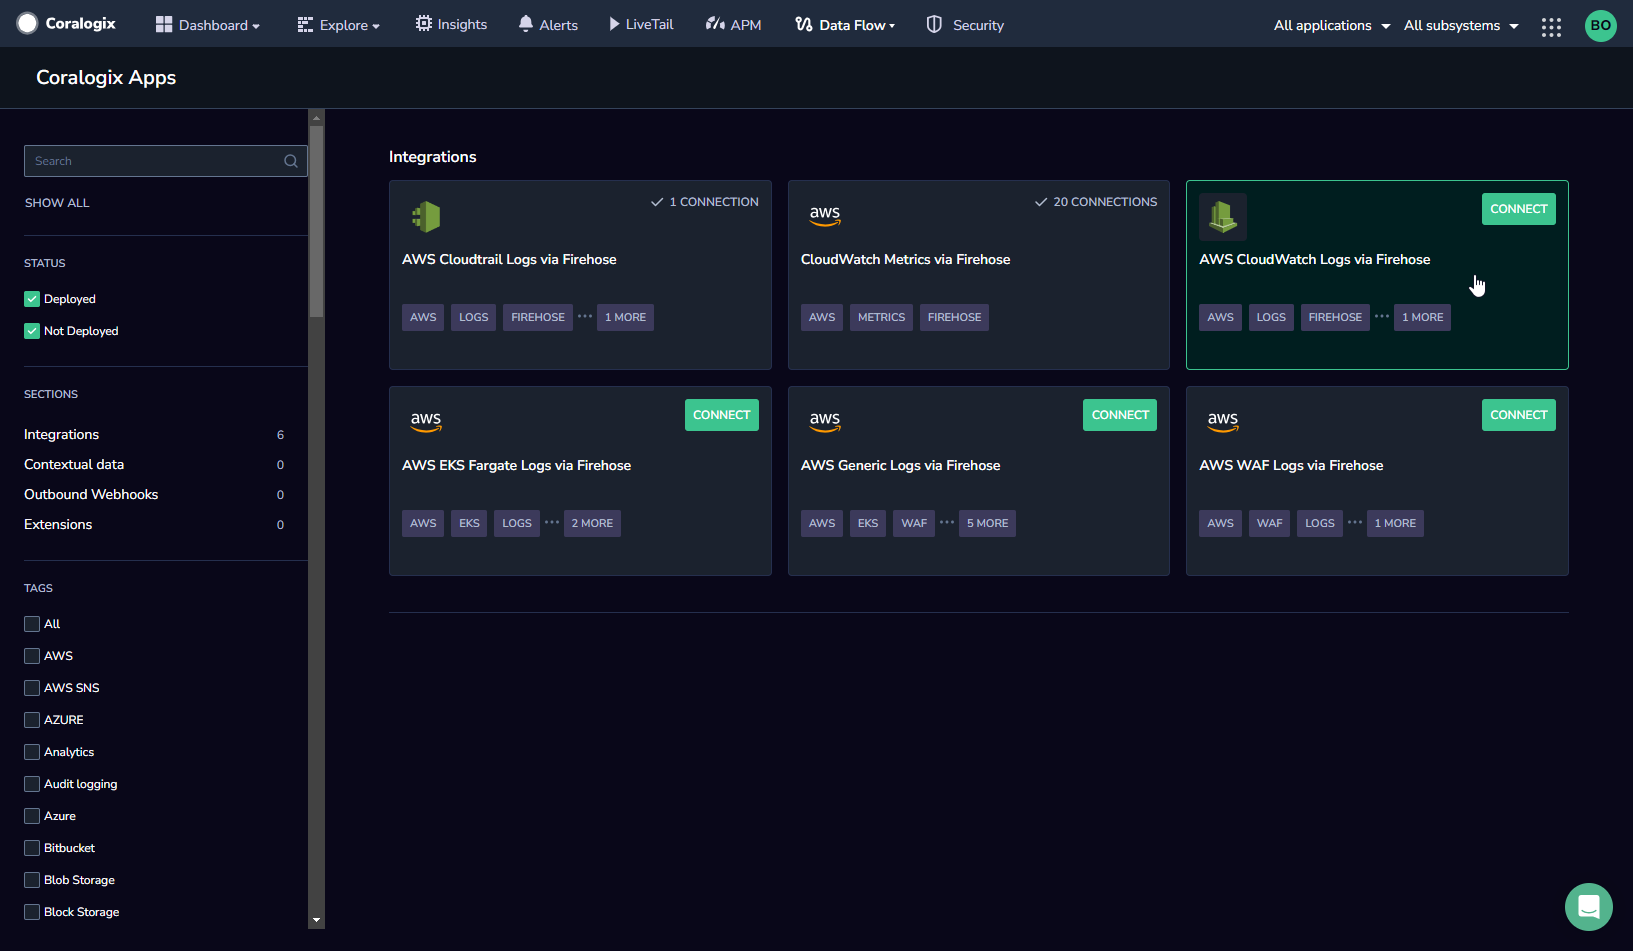 Coralogix Dashboard Explore Insights Alerts LiveTail APM Data Flow Security All applications All subsystems BO
Coralogix Apps
Search
SHOW ALL
STATUS
Deployed
Not Deployed
SECTIONS
Integrations 6
Contextual data 0
Outbound Webhooks 0
Extensions 0
TAGS
All
AWS
AWS SNS
AZURE
Analytics
Audit logging
Azure
Bitbucket
Blob Storage
Block Storage
Integrations
1 CONNECTION
AWS Cloudtrail Logs via Firehose
AWS LOGS FIREHOSE ••• 1 MORE
aws 20 CONNECTIONS
CloudWatch Metrics via Firehose
AWS METRICS FIREHOSE
CONNECT
AWS CloudWatch Logs via Firehose
AWS LOGS FIREHOSE ••• 1 MORE
aws CONNECT
AWS EKS Fargate Logs via Firehose
AWS EKS LOGS ••• 2 MORE
aws CONNECT
AWS Generic Logs via Firehose
AWS EKS WAF ••• 5 MORE
aws CONNECT
AWS WAF Logs via Firehose
AWS WAF LOGS ••• 1 MORE